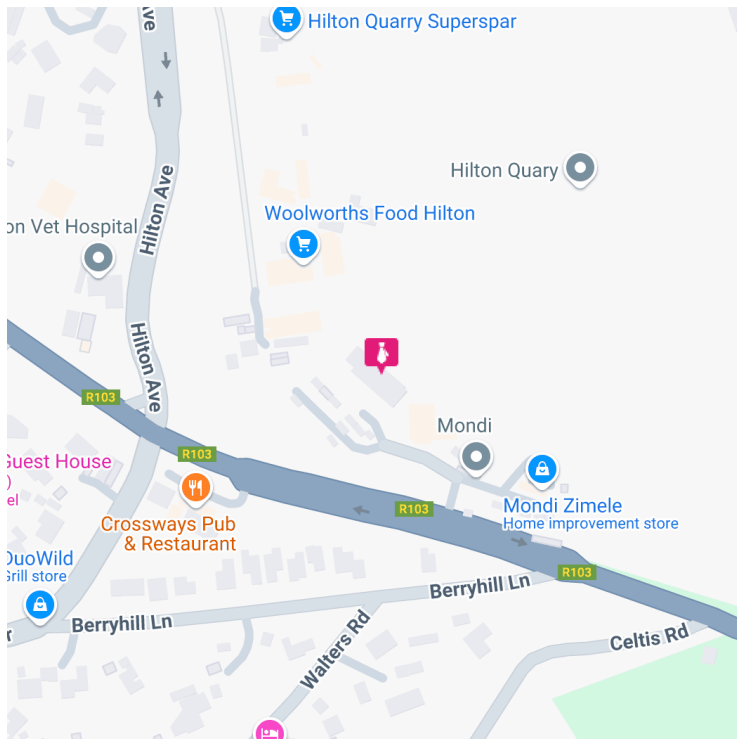 Ave
Hilton Quarry Superspar
Hilton Quary
Hilton Ave
Woolworths Food Hilton
on Vet Hospital
Hilton Ave
R103
Mondi
R103
Guest House
)
el
Mondi Zimele
Home improvement store
R103
Crossways Pub
& Restaurant
DuoWild
Grill store
R103
Berryhill Ln
Berryhill Ln
r
Walters Rd
Celtis Rd